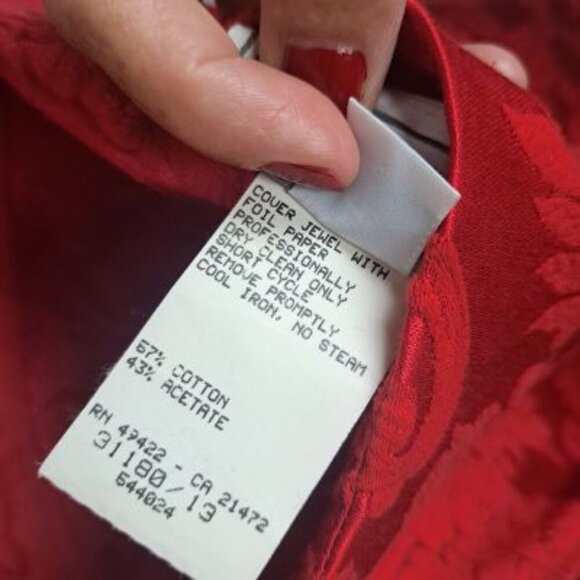 COVER JEWEL WITH
FOIL PAPER
PROFESSIONALLY
DRY CLEAN ONLY
SHORT CYCLE
REMOVE PROMPTLY
COOL IRON, NO STEAM
57% COTTON
43% ACETATE
RN 49422 - CA 21472
31180/13
544024